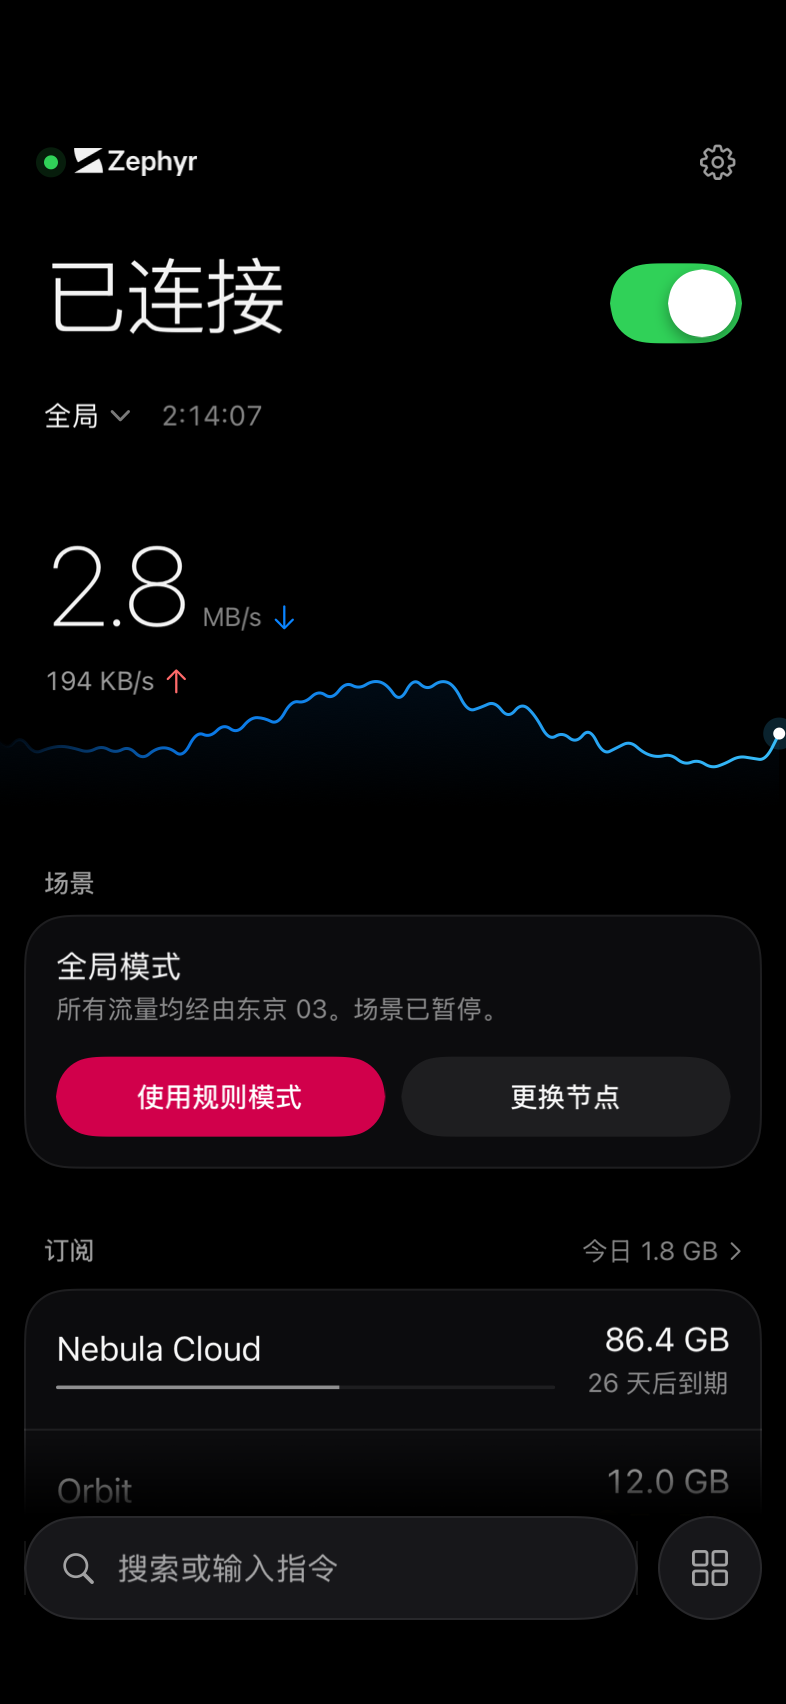 Zephyr
已连接
全局 2:14:07
2.8 MB/s ↓
194 KB/s ↑
场景
全局模式
所有流量均经由东京 03。场景已暂停。
使用规则模式 更换节点
订阅 今日 1.8 GB
Nebula Cloud 86.4 GB
26 天后到期
Orbit 12.0 GB
搜索或输入指令